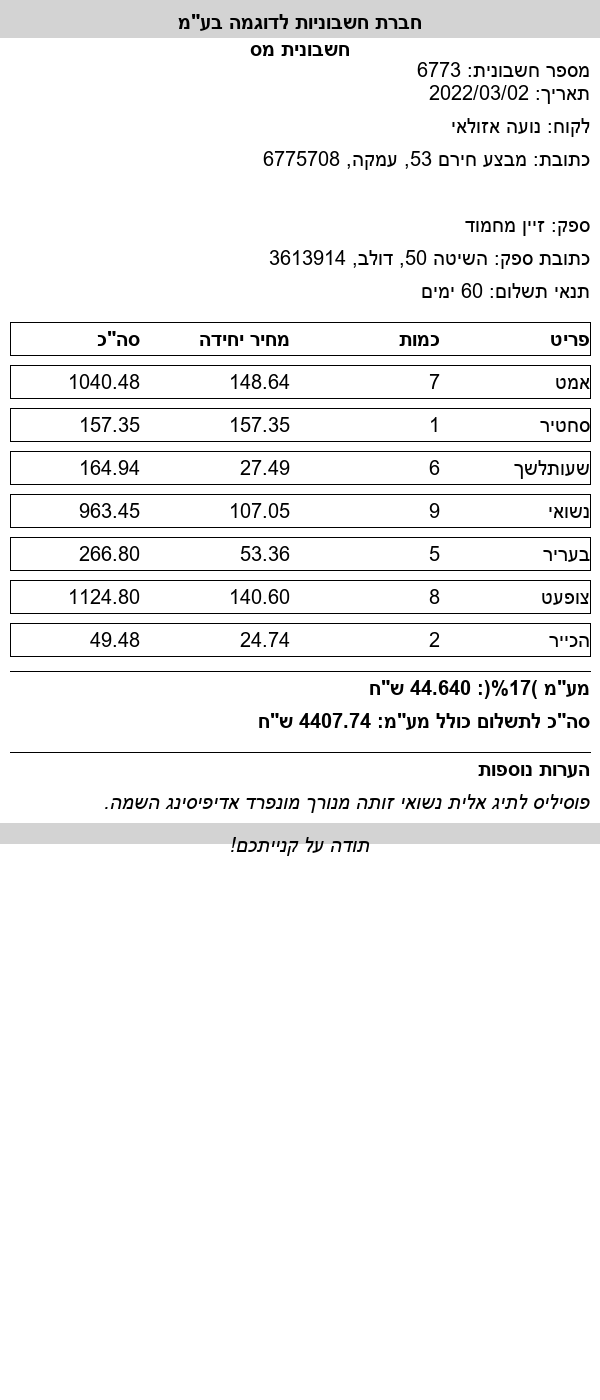 חברת חשבוניות לדוגמה בע"מ
חשבונית מס
מספר חשבונית: 6773
תאריך: 2022/03/02
לקוח: נועה אזולאי
כתובת: מבצע חירם 53, עמקה, 6775708
ספק: זיין מחמוד
כתובת ספק: השיטה 50, דולב, 3613914
תנאי תשלום: 60 ימים
פריט כמות מחיר יחידה סה"כ
אמט 7 148.64 1040.48
סחטיר 1 157.35 157.35
שעותלשך 6 27.49 164.94
נשואי 9 107.05 963.45
בעריר 5 53.36 266.80
צופעט 8 140.60 1124.80
הכייר 2 24.74 49.48
מע"מ )17%(: 44.640 ש"ח
סה"כ לתשלום כולל מע"מ: 4407.74 ש"ח
הערות נוספות
פוסיליס לתיג אלית נשואי זותה מנורך מונפרד אדיפיסינג השמה.
תודה על קנייתכם!